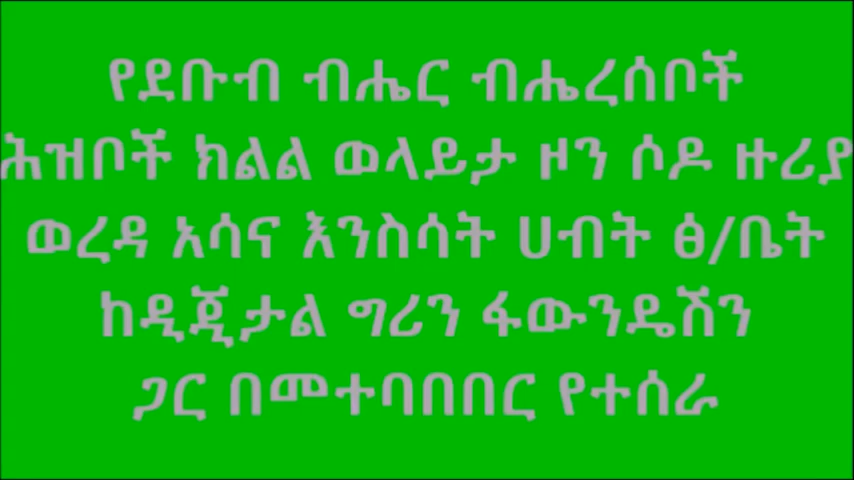 የደቡብ ብሔር ብሔረሰቦች
ሕዝቦች ክልል ወላይታ ዞን ሶዶ ዙሪያ
ወረዳ አሳና እንስሳት ሀብት ፅ/ቤት
ከዲጂታል ግሪን ፋውንዴሽን
ጋር በመተባበበር የተሰራ